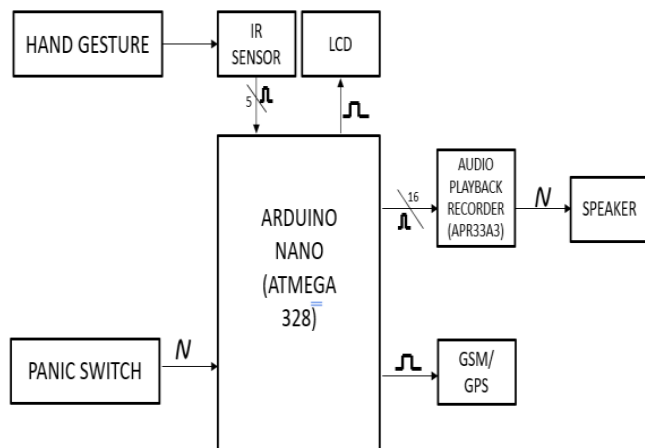 HAND GESTURE
IR
SENSOR
LCD
5
ARDUINO
NANO
(ATMEGA
328)
16
AUDIO
PLAYBACK
RECORDER
(APR33A3)
N
SPEAKER
PANIC SWITCH
N
GSM/
GPS